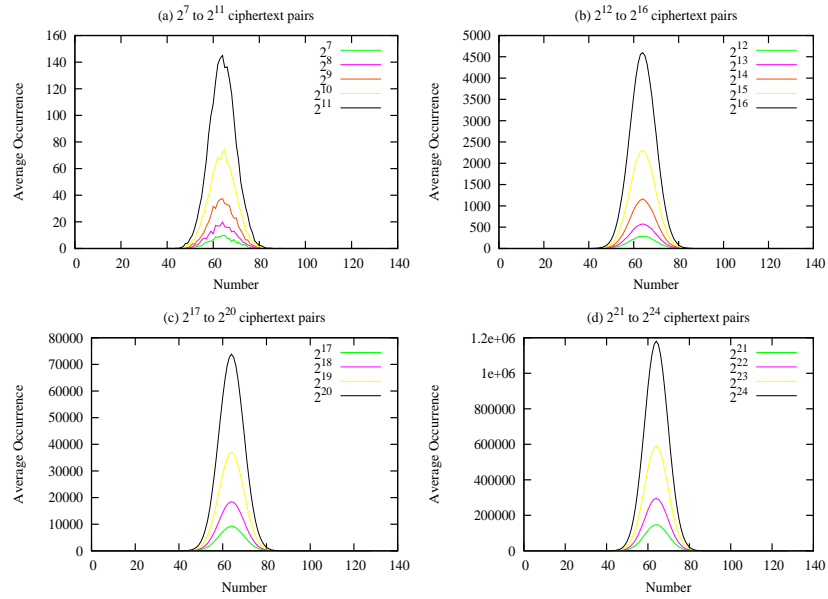 (a) 2^7 to 2^11 ciphertext pairs
160
140
120
100
80
60
40
20
0
0 20 40 60 80 100 120 140
Average Occurrence
Number
2^7
2^8
2^9
2^10
2^11
(b) 2^12 to 2^16 ciphertext pairs
5000
4500
4000
3500
3000
2500
2000
1500
1000
500
0
0 20 40 60 80 100 120 140
Average Occurrence
Number
2^12
2^13
2^14
2^15
2^16
(c) 2^17 to 2^20 ciphertext pairs
80000
70000
60000
50000
40000
30000
20000
10000
0
0 20 40 60 80 100 120 140
Average Occurrence
Number
2^17
2^18
2^19
2^20
(d) 2^21 to 2^24 ciphertext pairs
1.2e+06
1e+06
800000
600000
400000
200000
0
0 20 40 60 80 100 120 140
Average Occurrence
Number
2^21
2^22
2^23
2^24